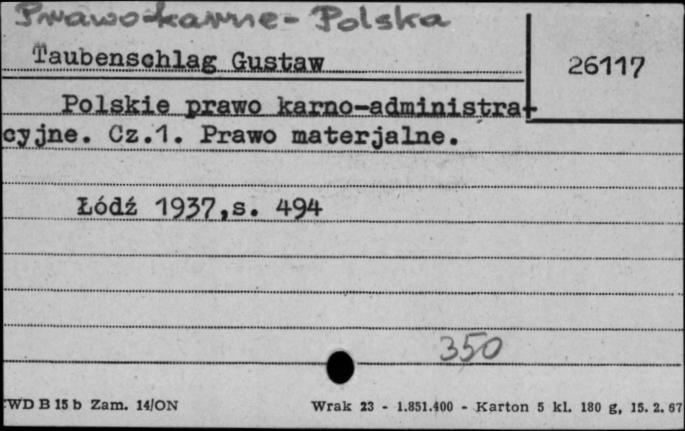 Prawo karne - Polska
Taubenschlag Gustaw
26117
Polskie prawo karno-administra-
cyjne. Cz.1. Prawo materjalne.
Łódź 1937,s. 494
350
WD B 15 b Zam. 14/ON
Wrak 23 - 1.851.400 - Karton 5 kl. 180 g, 15. 2. 67